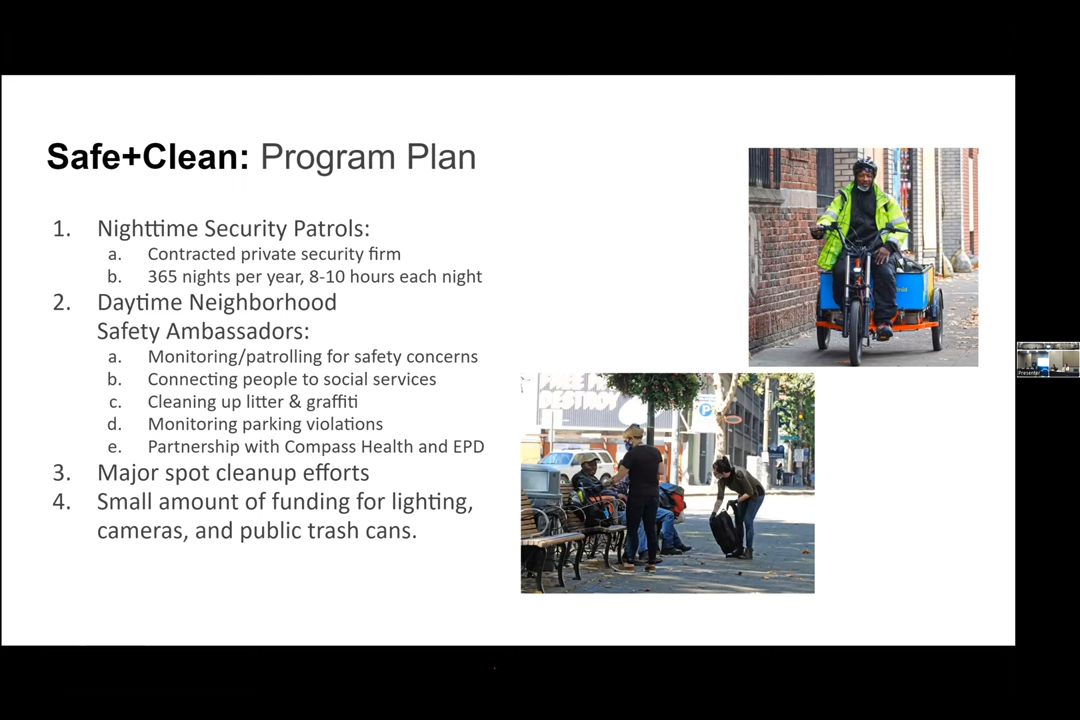 Safe+Clean: Program Plan
1. Nighttime Security Patrols:
a. Contracted private security firm
b. 365 nights per year, 8-10 hours each night
2. Daytime Neighborhood
Safety Ambassadors:
a. Monitoring/patrolling for safety concerns
b. Connecting people to social services
c. Cleaning up litter & graffiti
d. Monitoring parking violations
e. Partnership with Compass Health and EPD
3. Major spot cleanup efforts
4. Small amount of funding for lighting,
cameras, and public trash cans.
DESTROY
P
Presenter